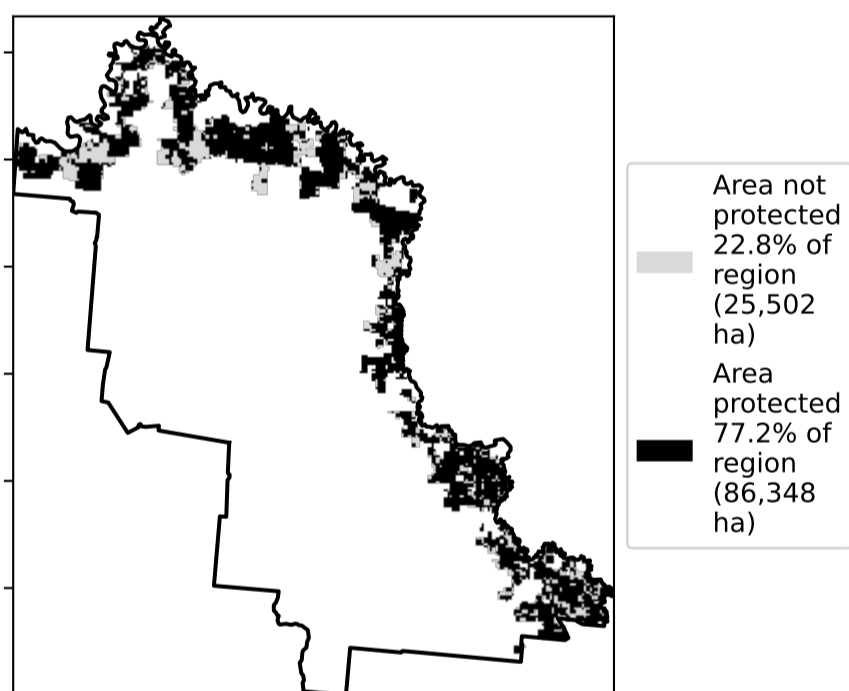 Area not
protected
22.8% of
region
(25,502
ha)
Area
protected
77.2% of
region
(86,348
ha)